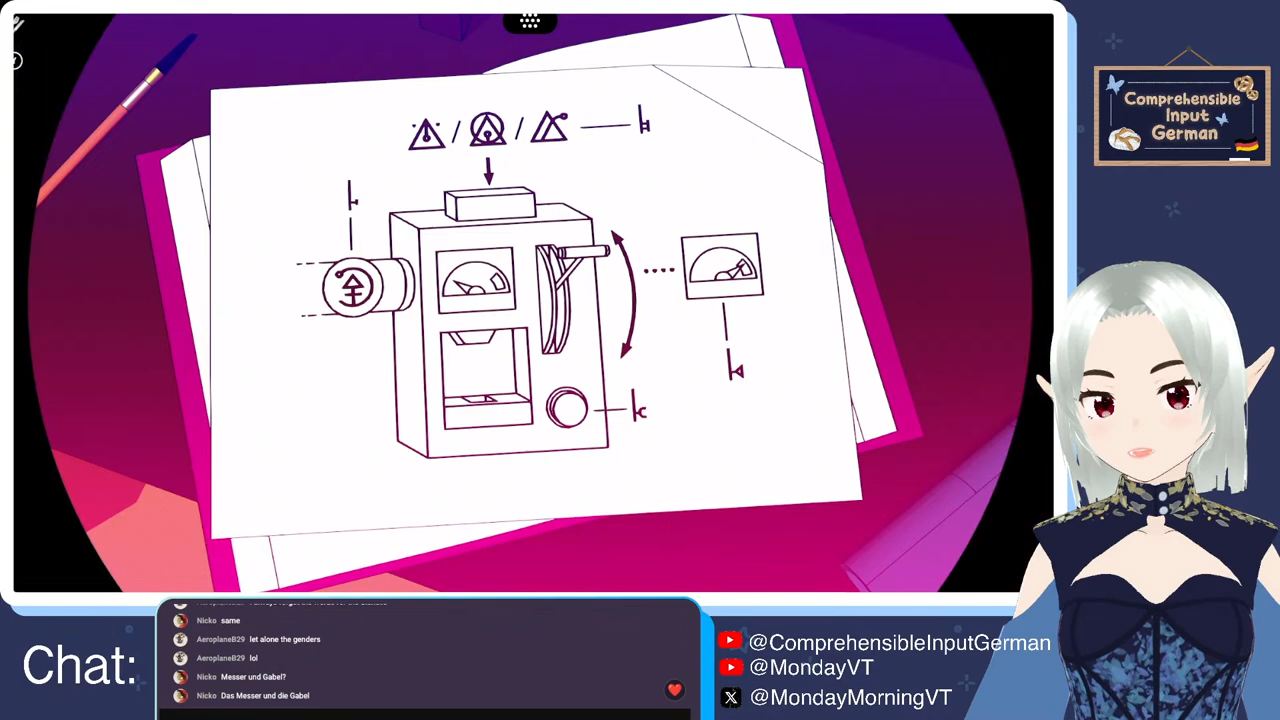 Comprehensible
Input
German
Nicko same
AeroplaneB29 let alone the genders
AeroplaneB29 lol
Nicko Messer und Gabel?
Nicko Das Messer und die Gabel
Chat:
@ComprehensibleInputGerman
@MondayVT
@MondayMorningVT